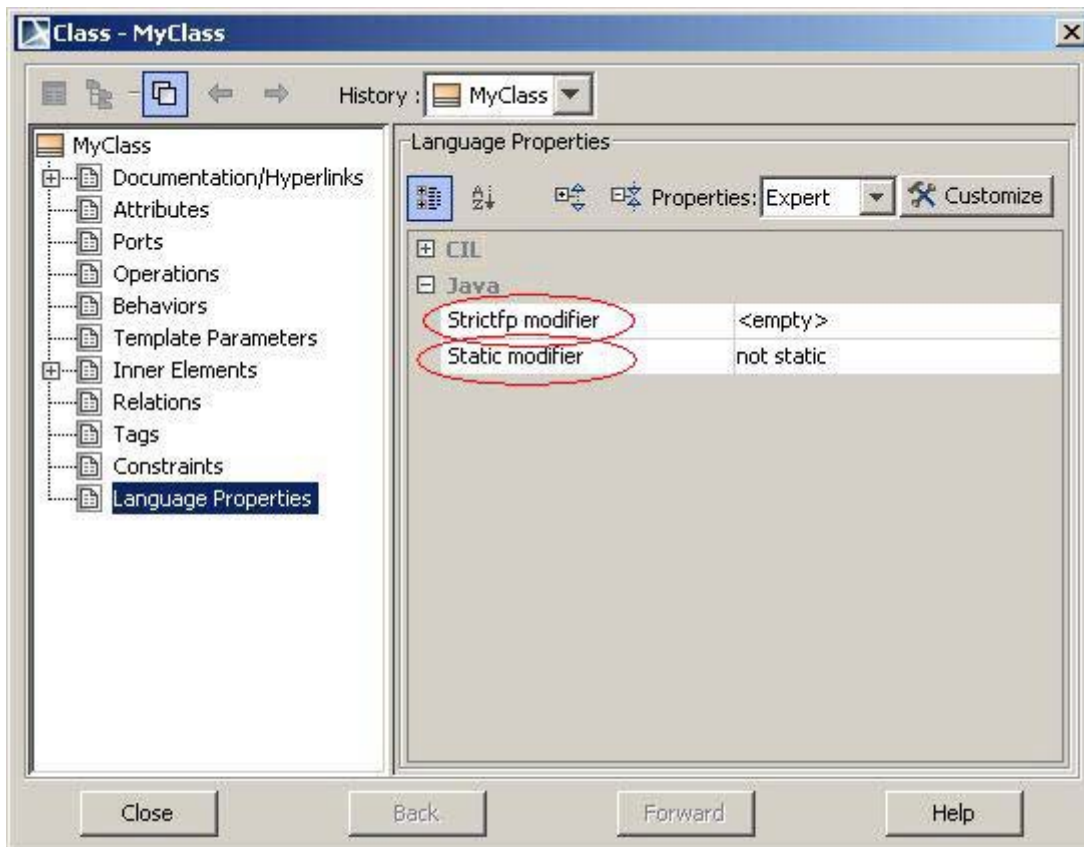 Class - MyClass
History : MyClass
MyClass
Documentation/Hyperlinks
Attributes
Ports
Operations
Behaviors
Template Parameters
Inner Elements
Relations
Tags
Constraints
Language Properties
Language Properties
Properties: Expert Customize
CIL
Java
Strictfp modifier <empty>
Static modifier not static
Close Back Forward Help